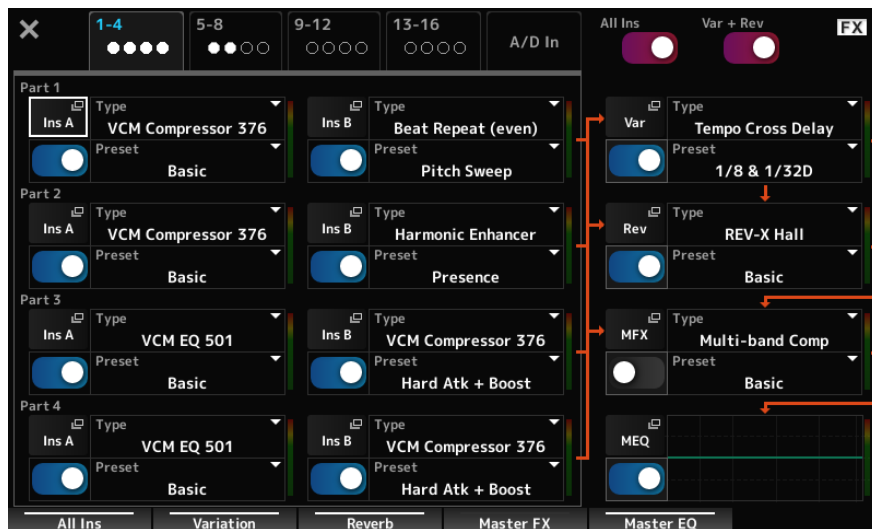 1-4 5-8 9-12 13-16 A/D In All Ins Var + Rev FX
Part 1
Ins A Type VCM Compressor 376 Ins B Type Beat Repeat (even) Var Type Tempo Cross Delay
Preset Basic Preset Pitch Sweep Preset 1/8 & 1/32D
Part 2
Ins A Type VCM Compressor 376 Ins B Type Harmonic Enhancer Rev Type REV-X Hall
Preset Basic Preset Presence Preset Basic
Part 3
Ins A Type VCM EQ 501 Ins B Type VCM Compressor 376 MFX Type Multi-band Comp
Preset Basic Preset Hard Atk + Boost Preset Basic
Part 4
Ins A Type VCM EQ 501 Ins B Type VCM Compressor 376 MEQ
Preset Basic Preset Hard Atk + Boost
All Ins Variation Reverb Master FX Master EQ